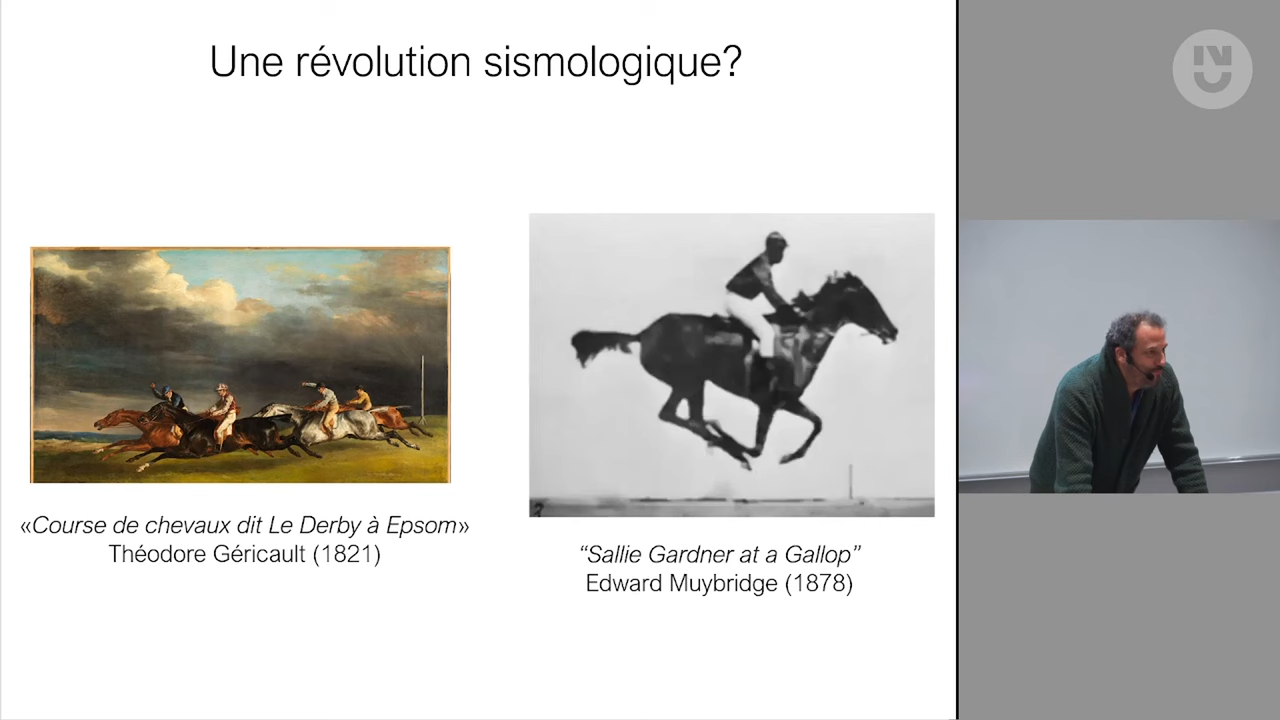 Une révolution sismologique?
«Course de chevaux dit Le Derby à Epsom»
Théodore Géricault (1821)
“Sallie Gardner at a Gallop”
Edward Muybridge (1878)